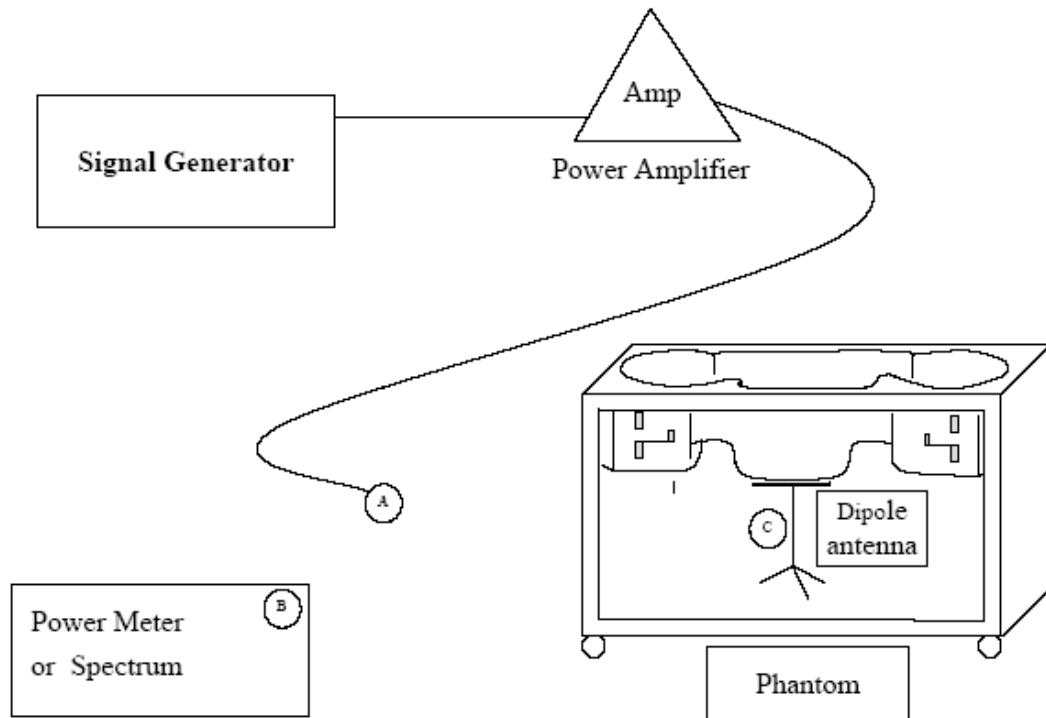 Amp
Signal Generator
Power Amplifier
A
C
Dipole
antenna
B
Power Meter
or Spectrum
Phantom